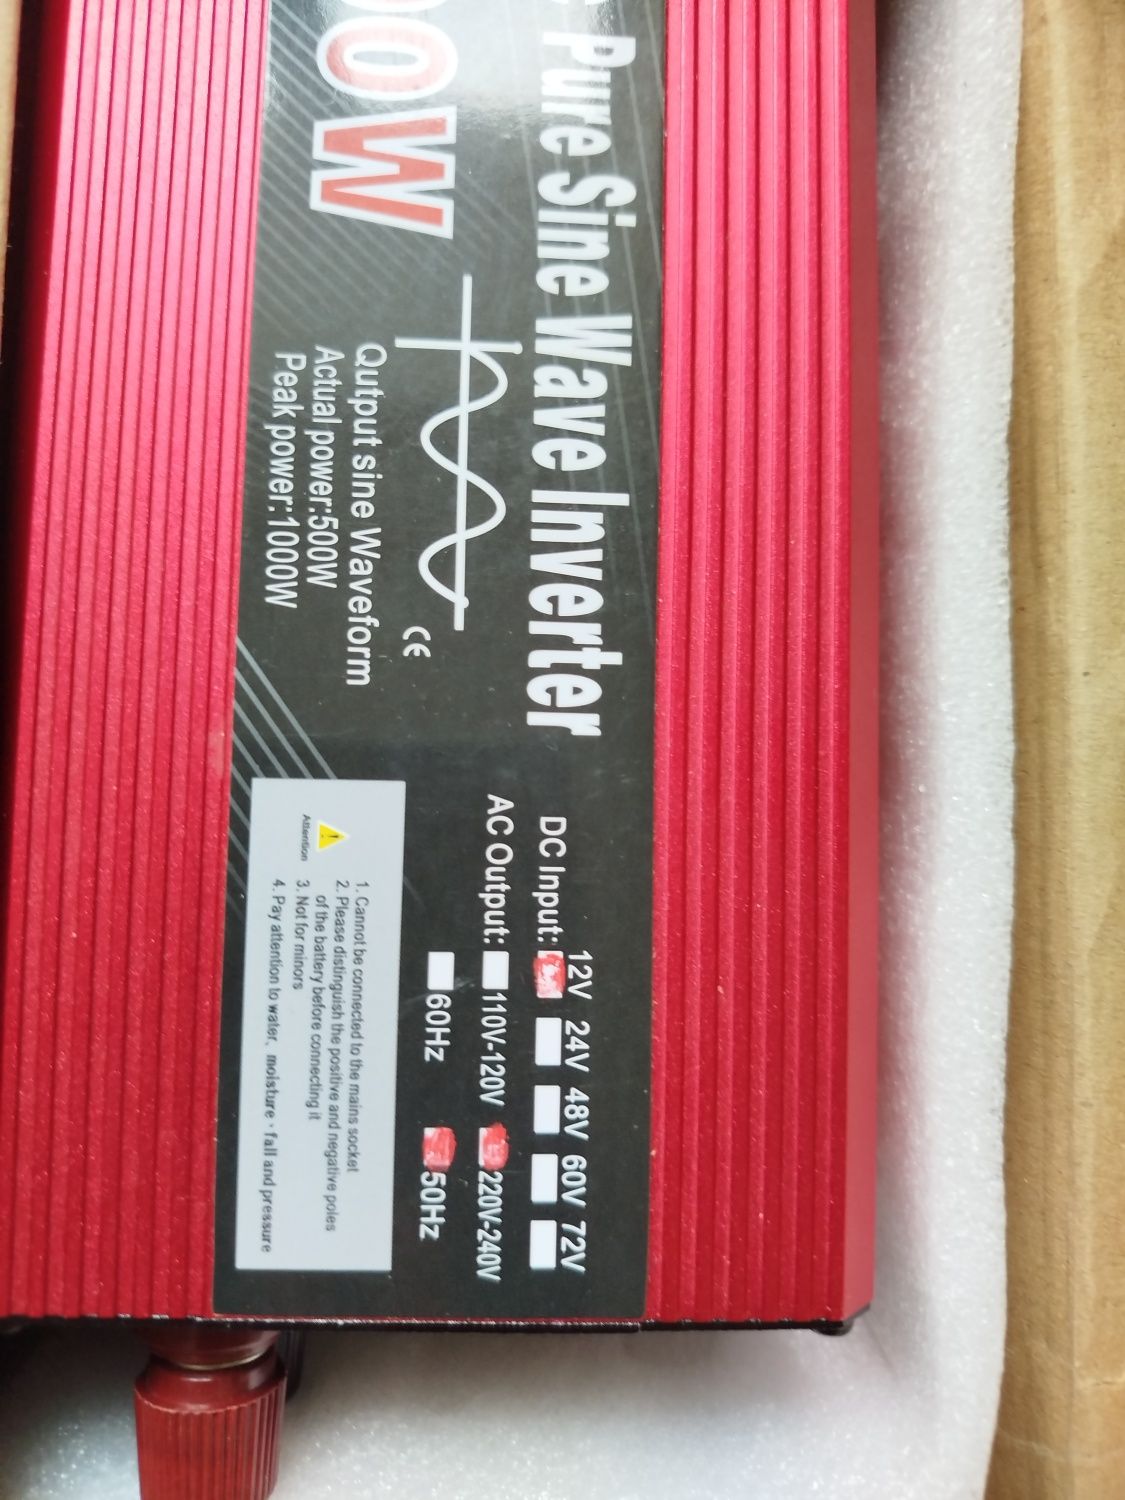 Pure Sine Wave Inverter
00W
Qutput sine Waveform
Actual power:500W
Peak power:1000W
CE
12V 24V 48V 60V 72V
DC Input:
AC Output: 110V-120V 220V-240V
60Hz 50Hz
Attention
1. Cannot be connected to the mains socket
2. Please distinguish the positive and negative poles
of the battery before connecting it
3. Not for minors
4. Pay attention to water、moisture、fall and pressure